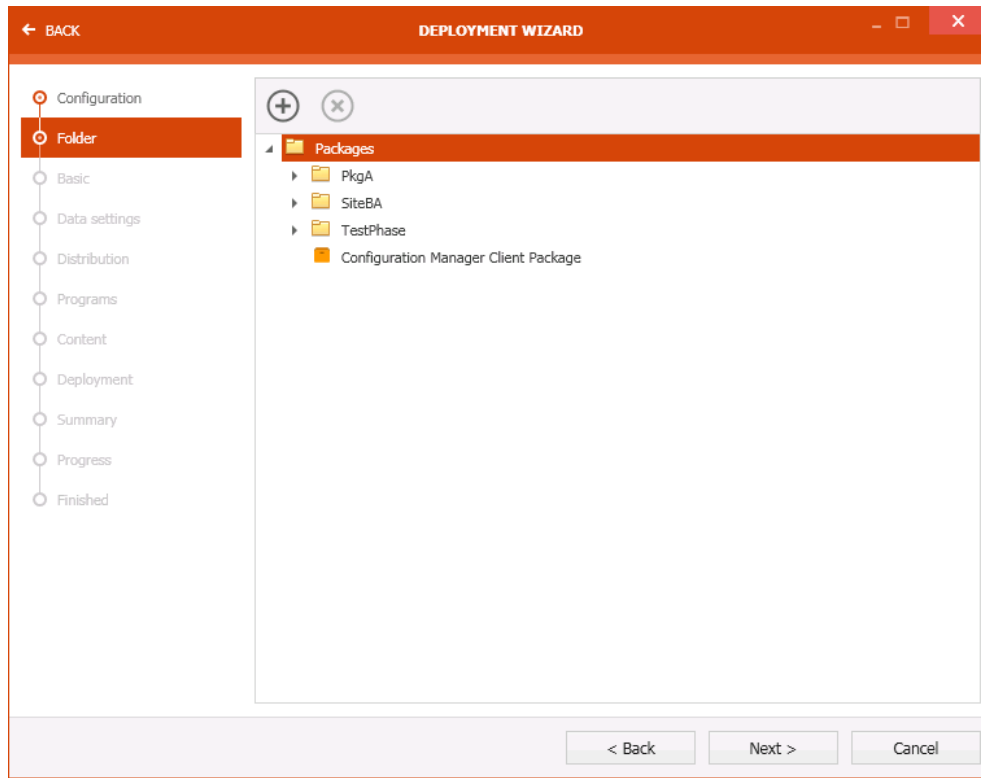 BACK
DEPLOYMENT WIZARD
Configuration
Folder
Basic
Data settings
Distribution
Programs
Content
Deployment
Summary
Progress
Finished
Packages
PkgA
SiteBA
TestPhase
Configuration Manager Client Package
< Back
Next >
Cancel